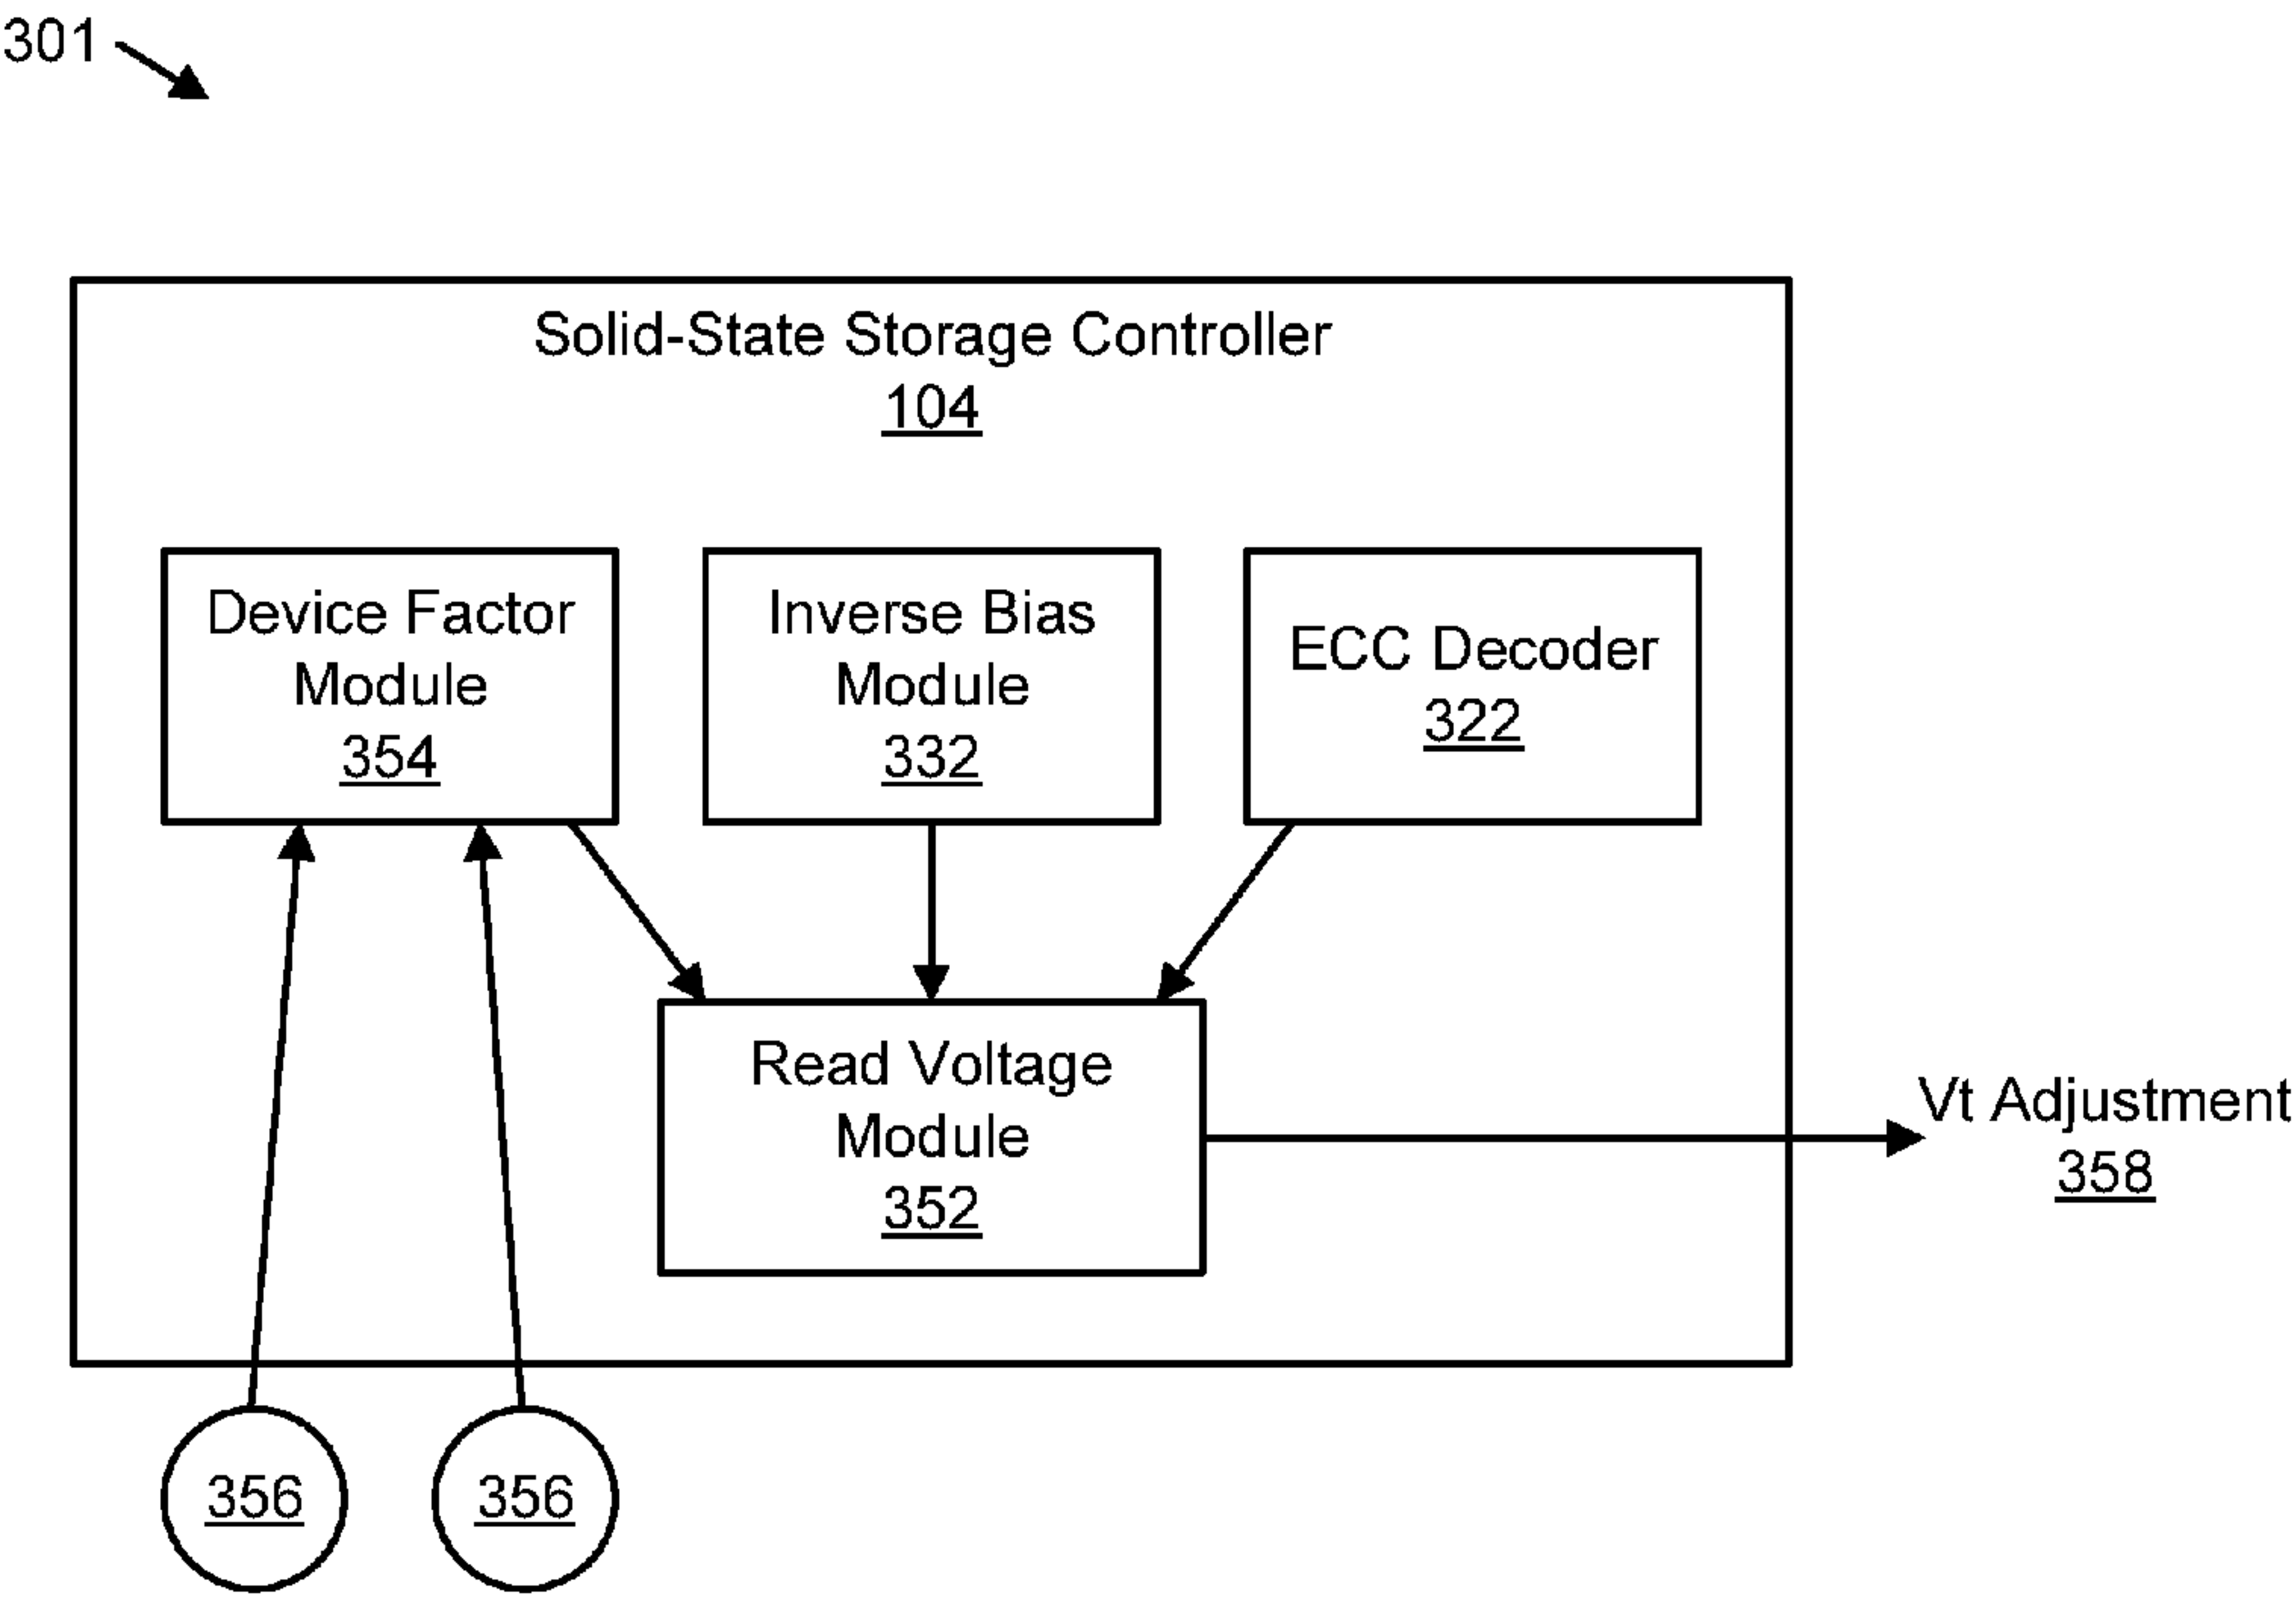 301
Solid-State Storage Controller
104
Device Factor
Module
354
Inverse Bias
Module
332
ECC Decoder
322
Read Voltage
Module
352
Vt Adjustment
358
356
356